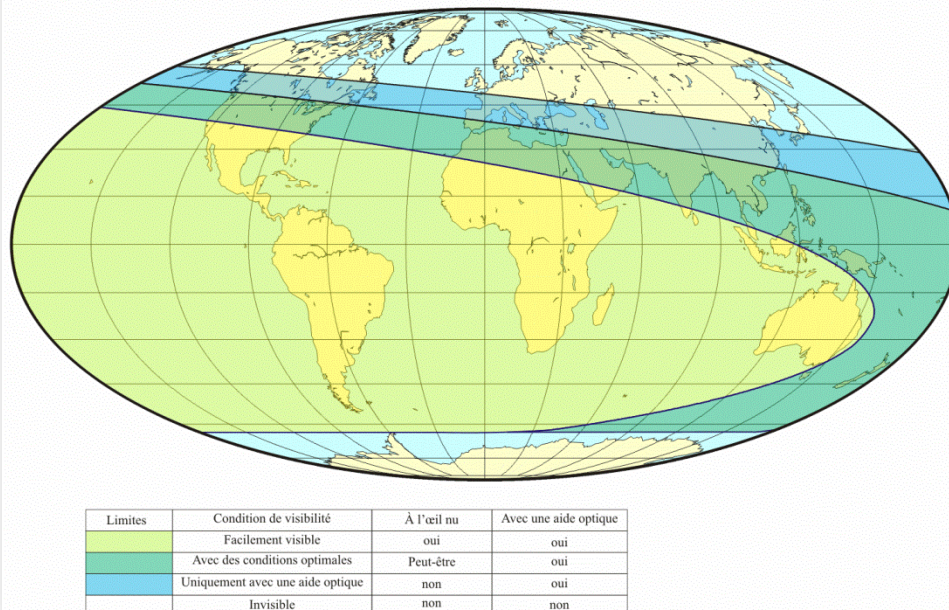 Limites Condition de visibilité À l’œil nu Avec une aide optique
Facilement visible oui oui
Avec des conditions optimales Peut-être oui
Uniquement avec une aide optique non oui
Invisible non non